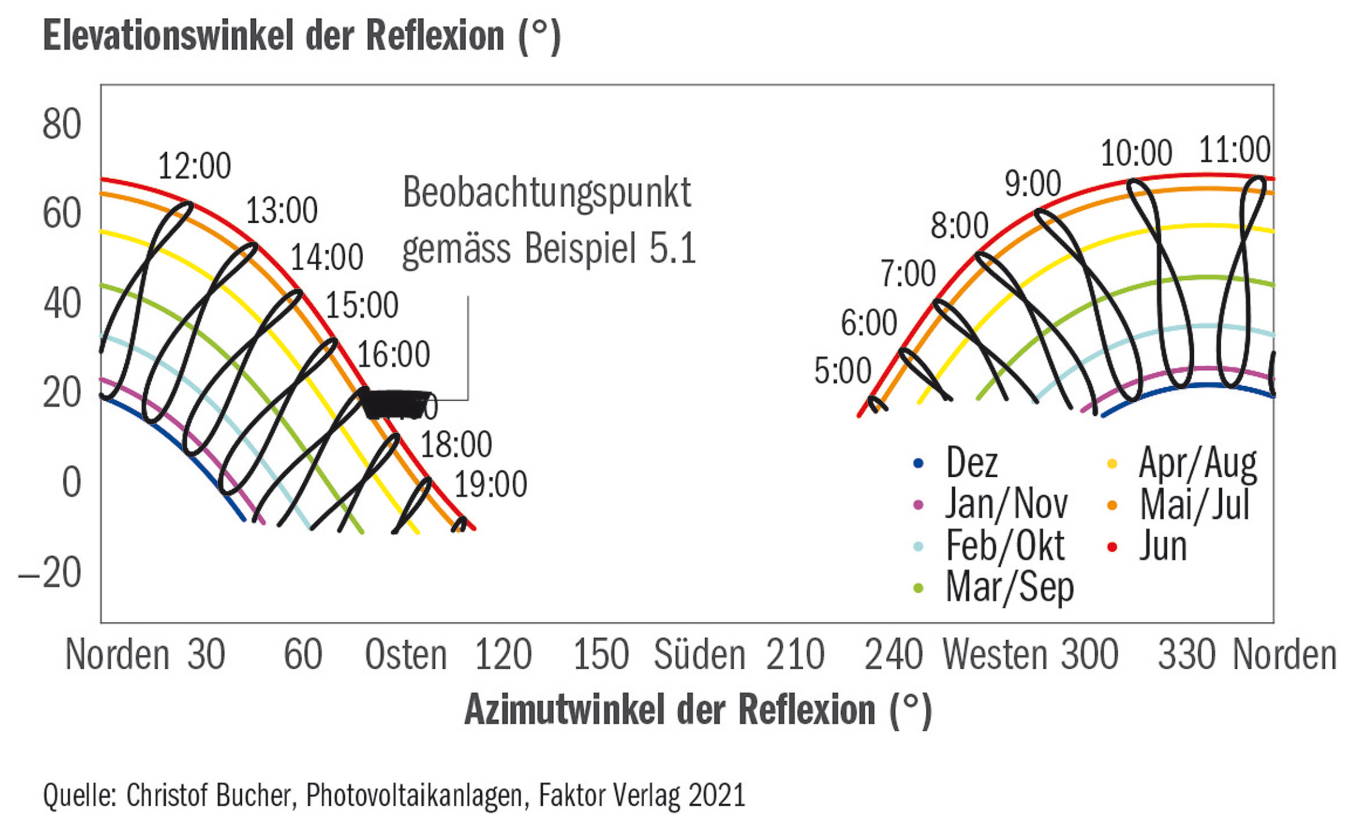 Elevationswinkel der Reflexion (°)
80
60
40
20
0
–20
12:00
13:00
14:00
15:00
16:00
18:00
19:00
Beobachtungspunkt
gemäss Beispiel 5.1
5:00
6:00
7:00
8:00
9:00
10:00
11:00
Dez
Jan/Nov
Feb/Okt
Mar/Sep
Apr/Aug
Mai/Jul
Jun
Norden 30 60 Osten 120 150 Süden 210 240 Westen 300 330 Norden
Azimutwinkel der Reflexion (°)
Quelle: Christof Bucher, Photovoltaikanlagen, Faktor Verlag 2021